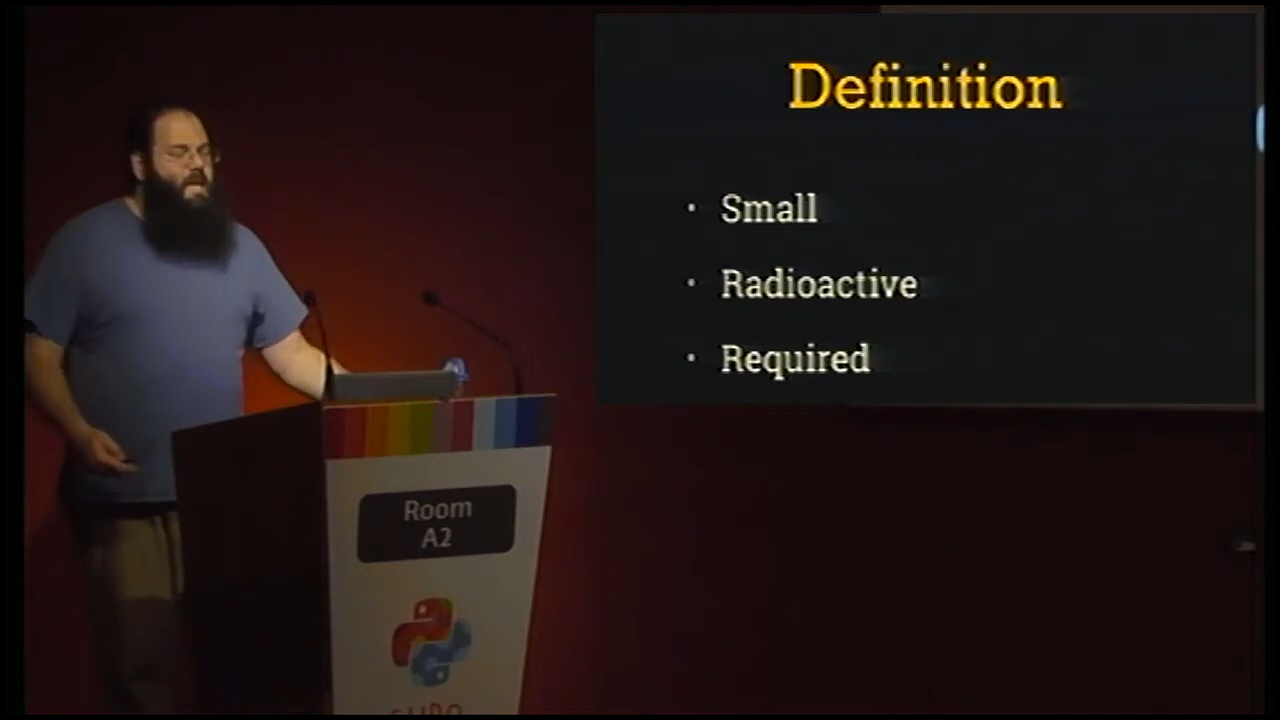 Definition
· Small
· Radioactive
· Required
Room
A2